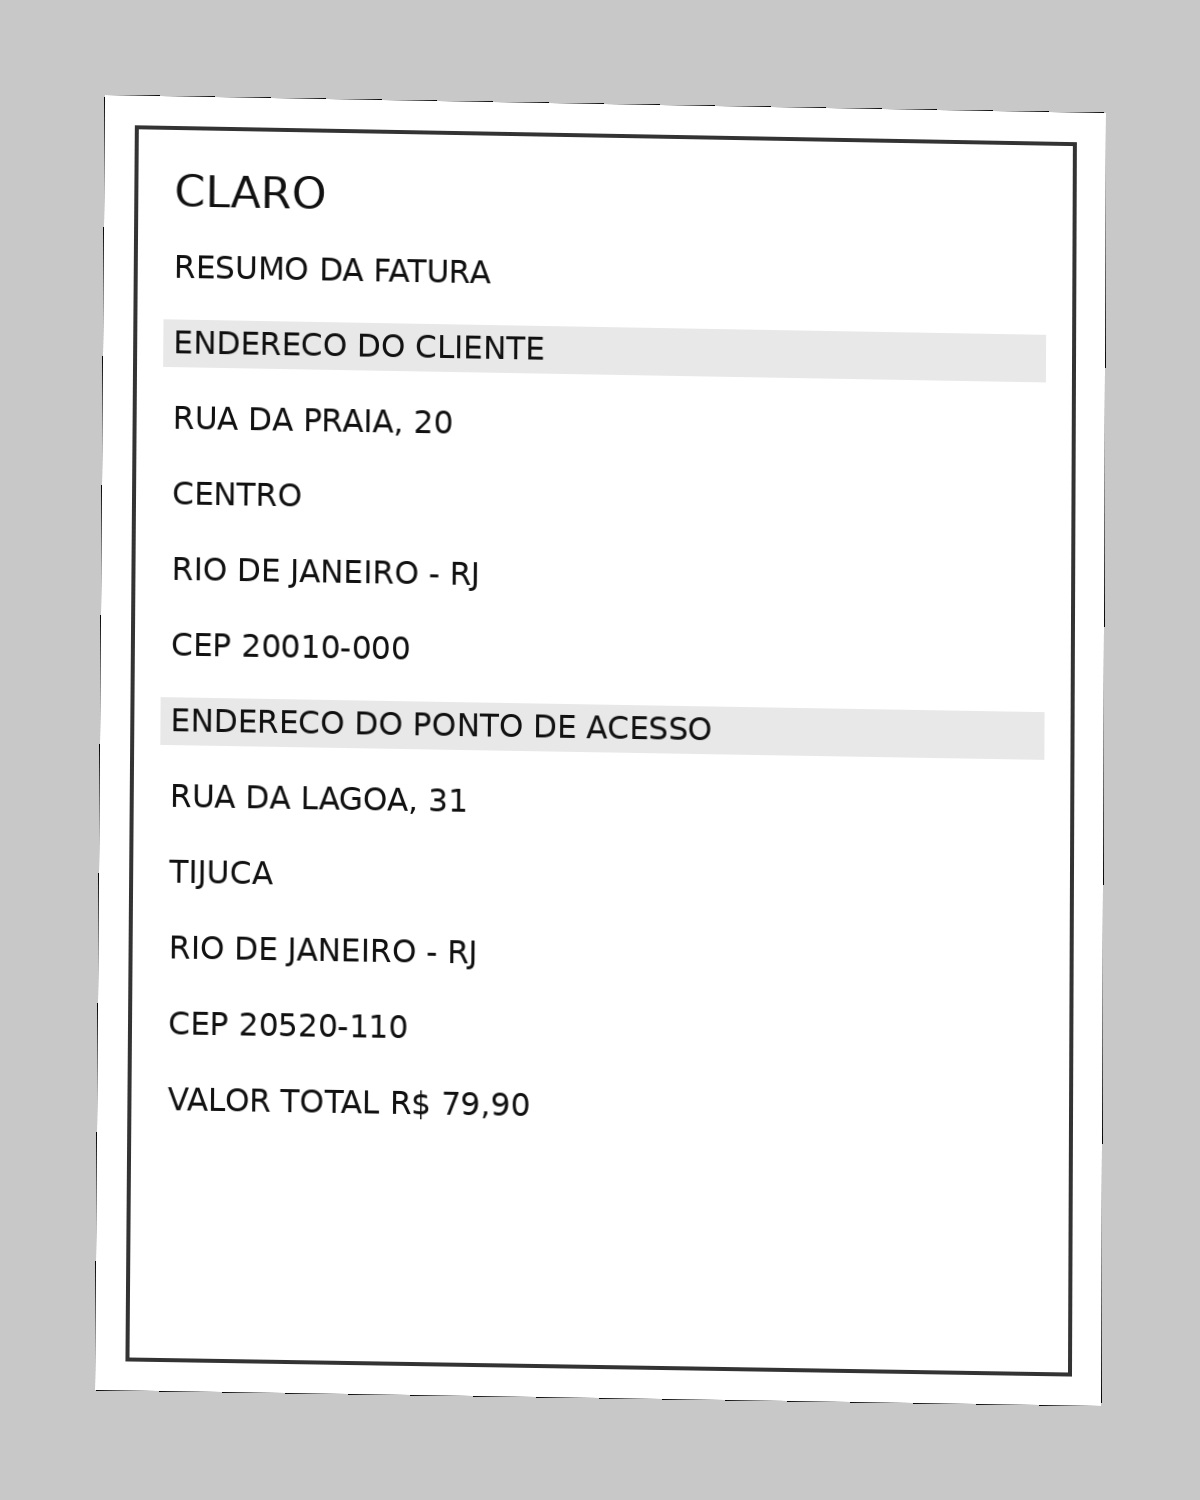 CLARO
RESUMO DA FATURA
ENDERECO DO CLIENTE
RUA DA PRAIA, 20
CENTRO
RIO DE JANEIRO - RJ
CEP 20010-000
ENDERECO DO PONTO DE ACESSO
RUA DA LAGOA, 31
TIJUCA
RIO DE JANEIRO - RJ
CEP 20520-110
VALOR TOTAL R$ 79,90